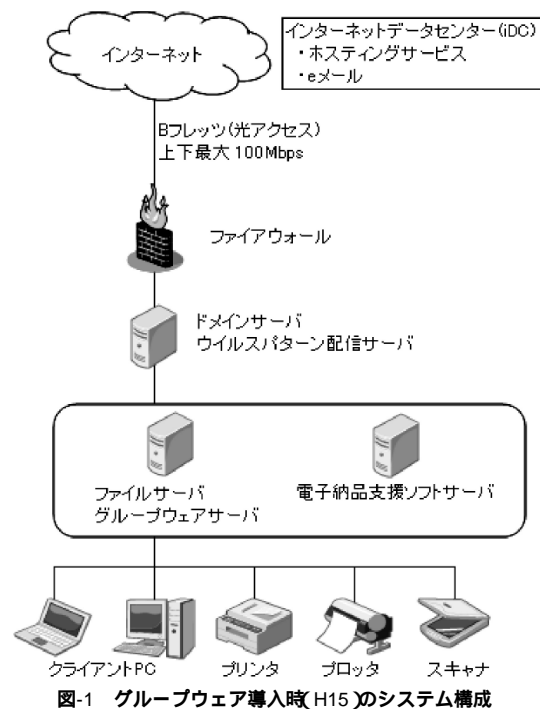 インターネット
インターネットデータセンター(iDC)
・ホスティングサービス
・eメール
Bフレッツ(光アクセス)
上下最大100Mbps
ファイアウォール
ドメインサーバ
ウイルスパターン配信サーバ
ファイルサーバ
グループウェアサーバ
電子納品支援ソフトサーバ
クライアントPC
プリンタ
プロッタ
スキャナ
図-1 グループウェア導入時(H15)のシステム構成